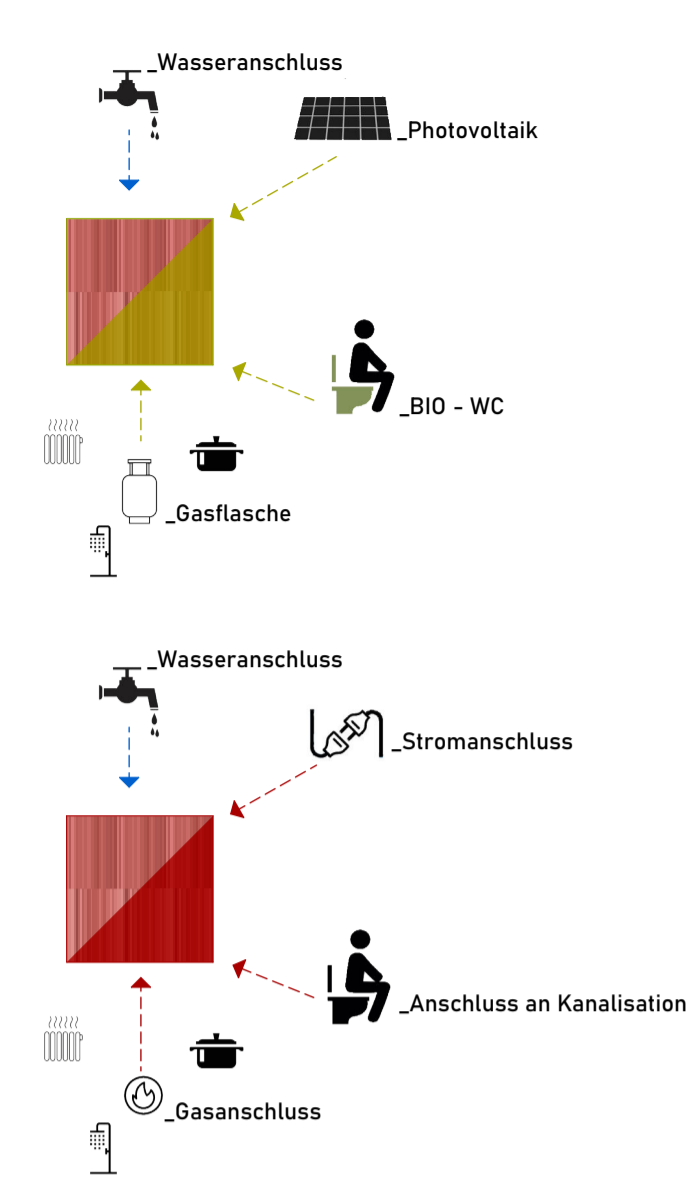 _Wasseranschluss
_Photovoltaik
_BIO - WC
_Gasflasche
_Wasseranschluss
_Stromanschluss
_Anschluss an Kanalisation
_Gasanschluss